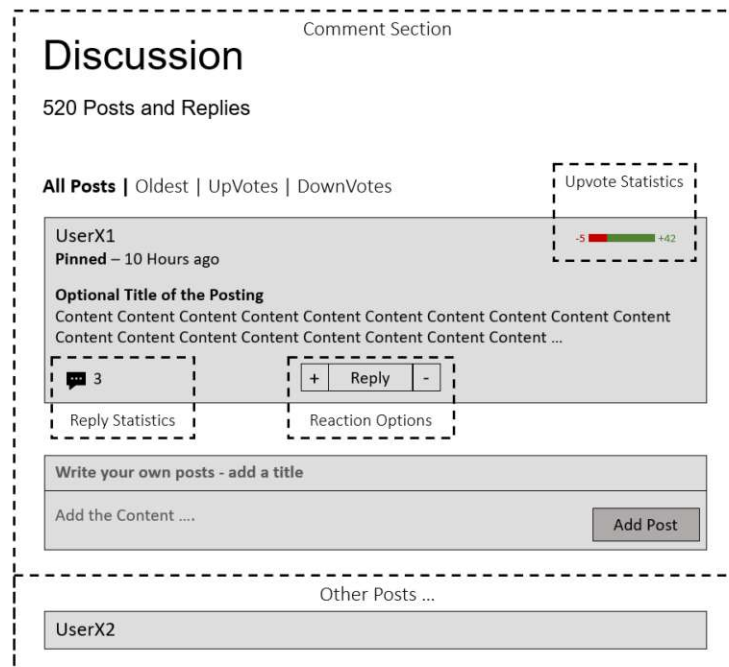 Comment Section
Discussion
520 Posts and Replies
All Posts | Oldest | UpVotes | DownVotes
Upvote Statistics
UserX1
-5 +42
Pinned – 10 Hours ago
Optional Title of the Posting
Content Content Content Content Content Content Content Content Content Content
Content Content Content Content Content Content Content Content ...
3
+ Reply -
Reply Statistics
Reaction Options
Write your own posts - add a title
Add the Content ....
Add Post
Other Posts ...
UserX2